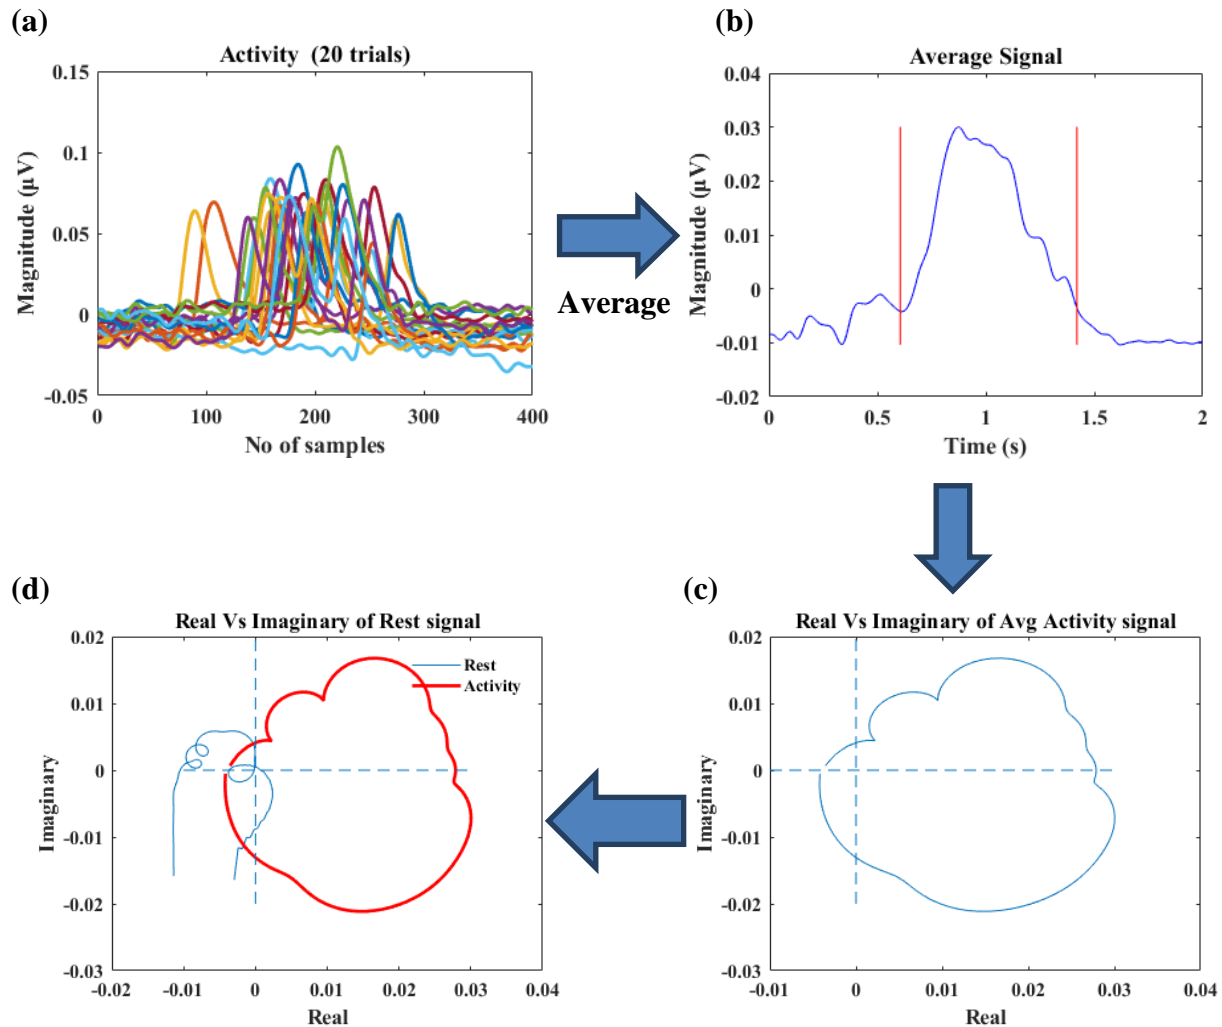 (a)
Activity (20 trials)
0.15
0.1
0.05
0
-0.05
Magnitude (µV)
0 100 200 300 400
No of samples
Average
(b)
Average Signal
0.04
0.03
0.02
0.01
0
-0.01
-0.02
Magnitude (µV)
0 0.5 1 1.5 2
Time (s)
(d)
Real Vs Imaginary of Rest signal
Rest
Activity
0.02
0.01
0
-0.01
-0.02
-0.03
Imaginary
-0.02 -0.01 0 0.01 0.02 0.03 0.04
Real
(c)
Real Vs Imaginary of Avg Activity signal
0.02
0.01
0
-0.01
-0.02
-0.03
Imaginary
-0.01 0 0.01 0.02 0.03 0.04
Real